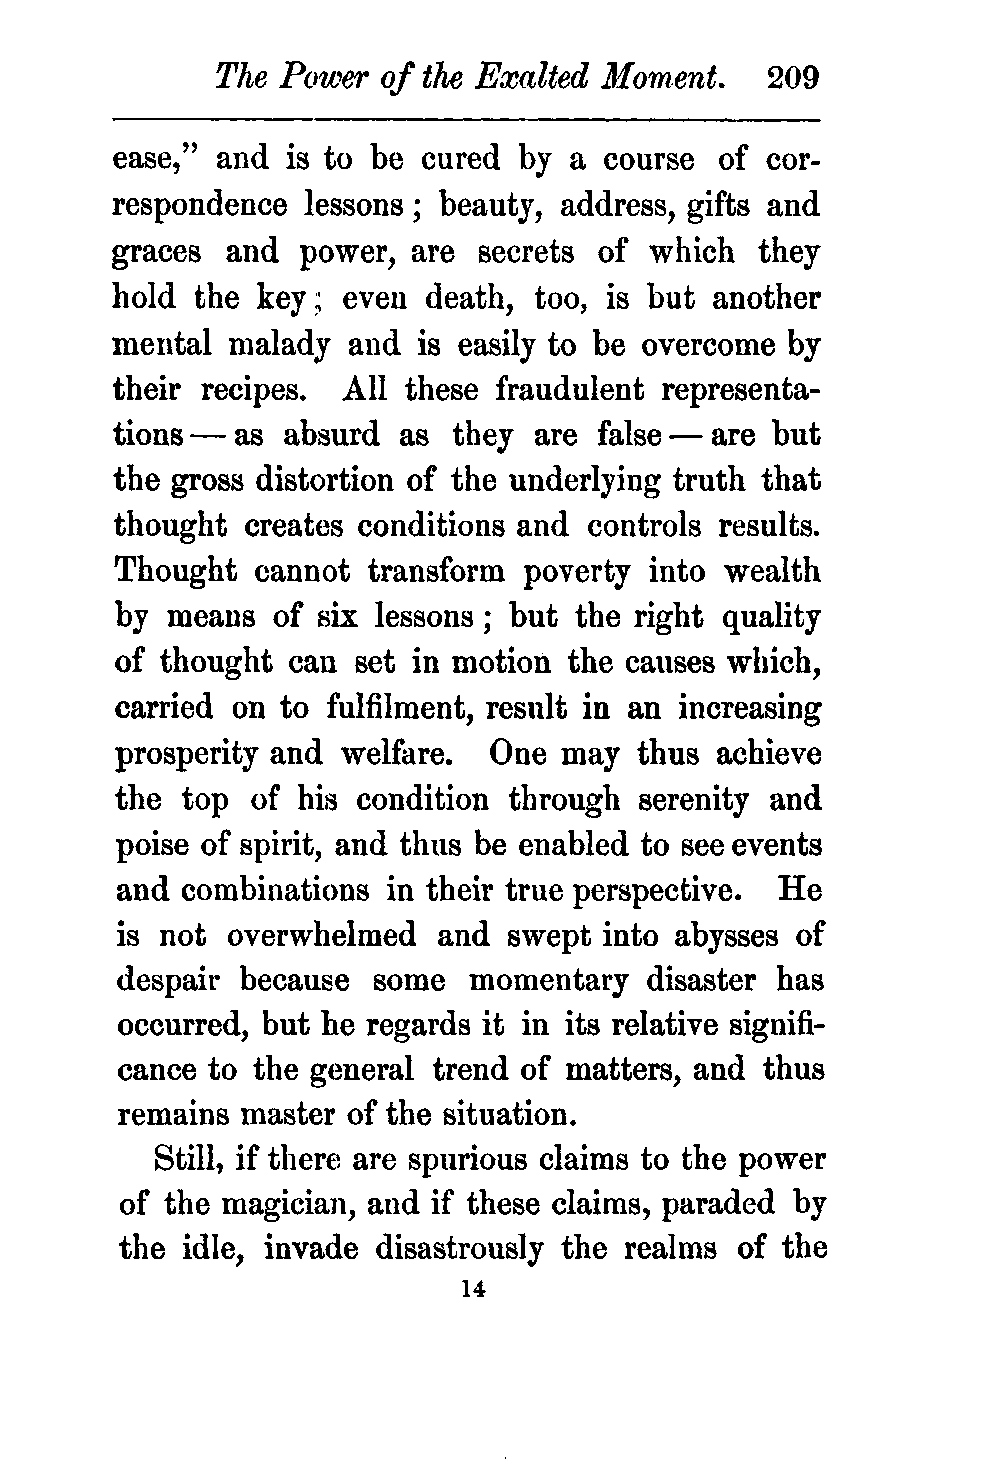 The Power of the Exalted Moment. 209
ease,” and is to be cured by a course of cor-
respondence lessons; beauty, address, gifts and
graces and power, are secrets of which they
hold the key; even death, too, is but another
mental malady and is easily to be overcome by
their recipes. All these fraudulent representa-
tions — as absurd as they are false — are but
the gross distortion of the underlying truth that
thought creates conditions and controls results.
Thought cannot transform poverty into wealth
by means of six lessons; but the right quality
of thought can set in motion the causes which,
carried on to fulfilment, result in an increasing
prosperity and welfare. One may thus achieve
the top of his condition through serenity and
poise of spirit, and thus be enabled to see events
and combinations in their true perspective. He
is not overwhelmed and swept into abysses of
despair because some momentary disaster has
occurred, but he regards it in its relative signifi-
cance to the general trend of matters, and thus
remains master of the situation.
Still, if there are spurious claims to the power
of the magician, and if these claims, paraded by
the idle, invade disastrously the realms of the
14